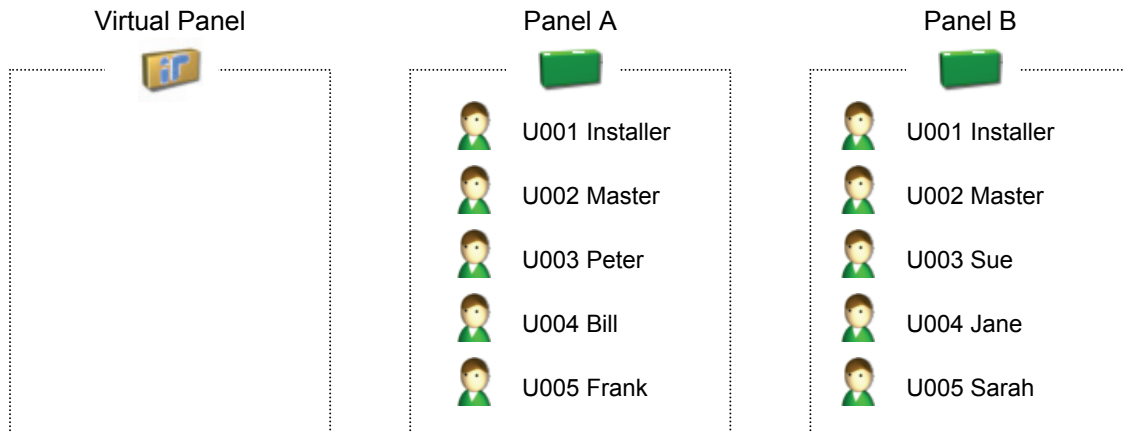 Virtual Panel
Panel A
Panel B
ir
U001 Installer
U002 Master
U003 Peter
U004 Bill
U005 Frank
U001 Installer
U002 Master
U003 Sue
U004 Jane
U005 Sarah